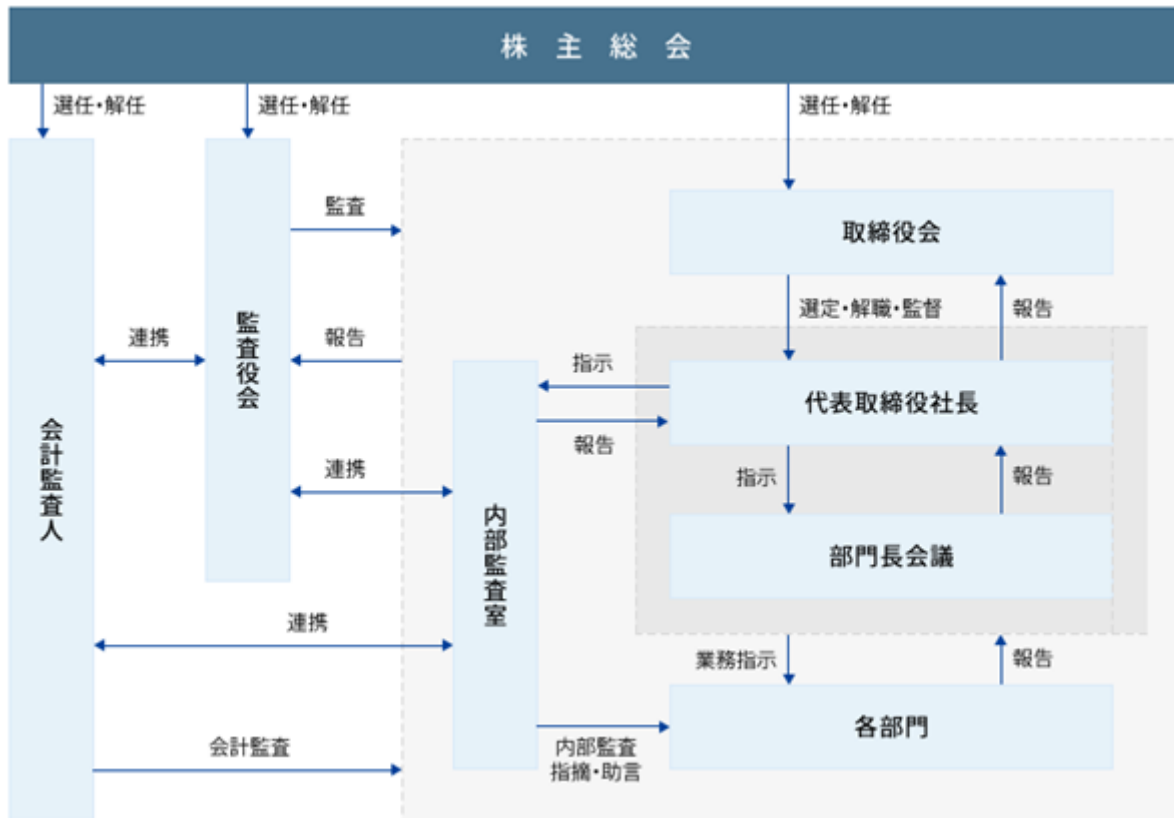 株 主 総 会
選任・解任
選任・解任
選任・解任
監査
取締役会
選定・解職・監督
報告
連携
監査役会
報告
指示
代表取締役社長
報告
会計監査人
連携
指示
報告
内部監査室
部門長会議
連携
業務指示
報告
各部門
会計監査
内部監査
指摘・助言